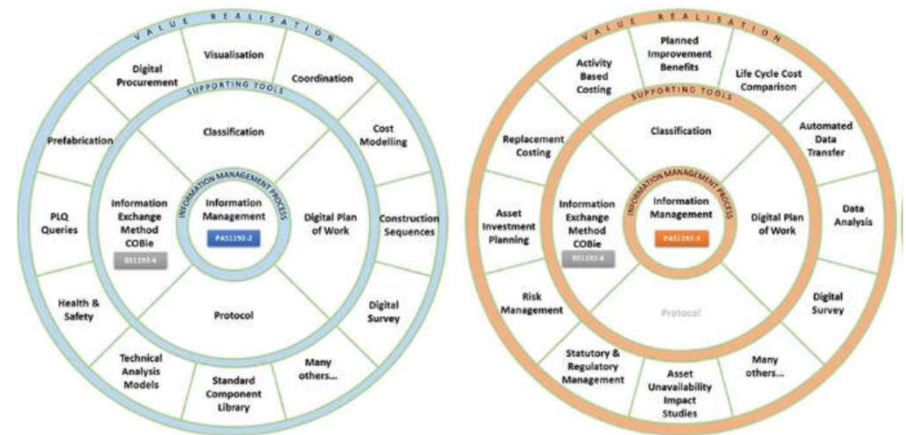 VALUE REALISATION
Visualisation
Digital
Procurement
Coordination
SUPPORTING TOOLS
Classification
Prefabrication
Cost
Modelling
INFORMATION MANAGEMENT PROCESS
Information
Management
PAS1192-2
PLQ
Queries
Information
Exchange
Method
COBie
BS1192-4
Digital Plan
of Work
Construction
Sequences
Health &
Safety
Protocol
Digital
Survey
Technical
Analysis
Models
Standard
Component
Library
Many
others...
VALUE REALISATION
Planned
Improvement
Benefits
Activity
Based
Costing
Life Cycle Cost
Comparison
SUPPORTING TOOLS
Classification
Replacement
Costing
Automated
Data
Transfer
INFORMATION MANAGEMENT PROCESS
Information
Management
PAS1192-3
Asset
Investment
Planning
Information
Exchange
Method
COBie
BS1192-4
Digital Plan
of Work
Data
Analysis
Risk
Management
Protocol
Digital
Survey
Statutory &
Regulatory
Management
Asset
Unavailability
Impact
Studies
Many
others...